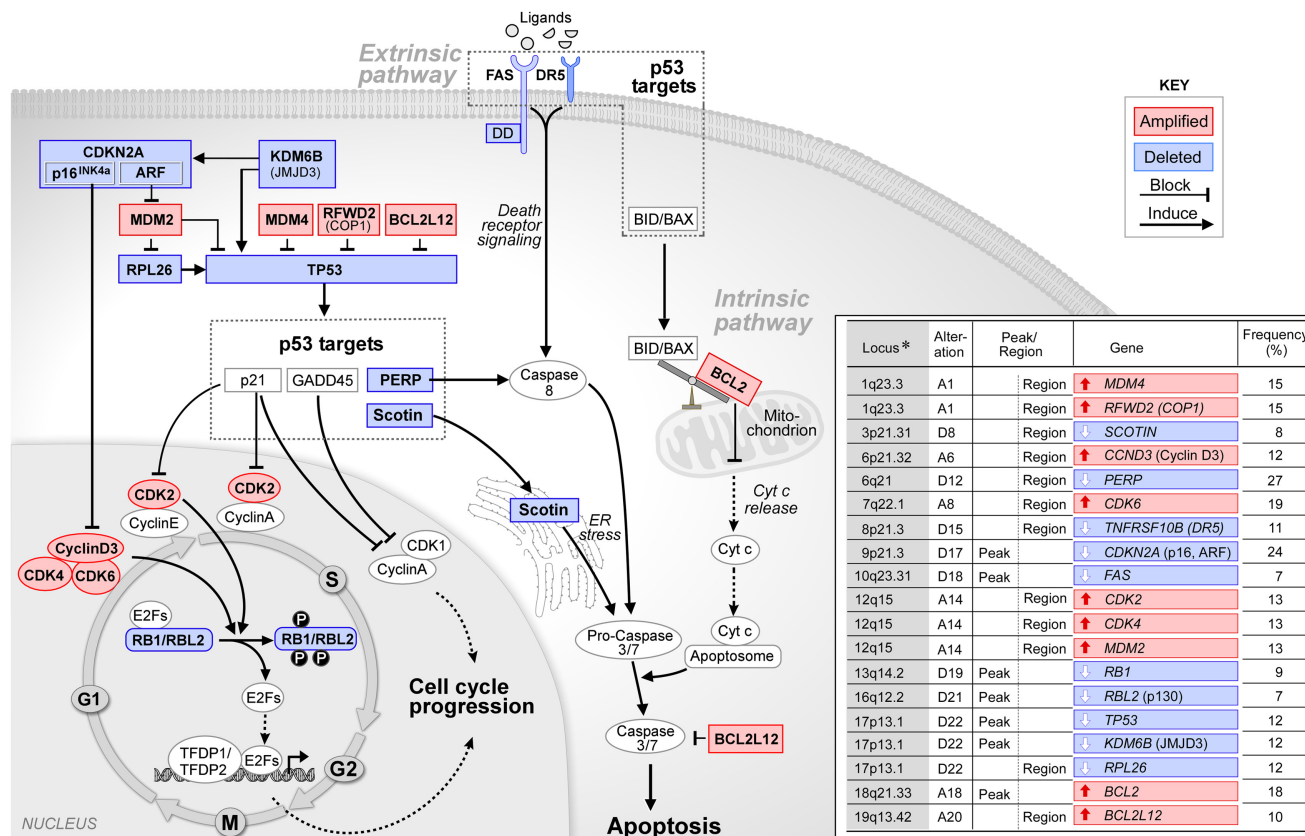 Ligands
Extrinsic
pathway
FAS
DR5
p53
targets
DD
KEY
Amplified
Deleted
Block
Induce
CDKN2A
p16INK4a
ARF
KDM6B
(JMJD3)
MDM2
MDM4
RFWD2
(COP1)
BCL2L12
RPL26
TP53
Death
receptor
signaling
BID/BAX
Intrinsic
pathway
p53 targets
p21
GADD45
PERP
Scotin
Caspase
8
BID/BAX
BCL2
Mito-
chondrion
Cyt c
release
CDK2
CyclinE
CDK2
CyclinA
CDK1
CyclinA
CyclinD3
CDK4
CDK6
Scotin
ER
stress
Cyt c
Cyt c
Apoptosome
S
E2Fs
RB1/RBL2
P
RB1/RBL2
P P
Pro-Caspase
3/7
G1
E2Fs
Cell cycle
progression
TFDP1/
TFDP2
E2Fs
G2
M
NUCLEUS
Caspase
3/7
BCL2L12
Apoptosis
Locus* Alter-ation Peak/Region Gene Frequency (%)
1q23.3 A1 Region MDM4 15
1q23.3 A1 Region RFWD2 (COP1) 15
3p21.31 D8 Region SCOTIN 8
6p21.32 A6 Region CCND3 (Cyclin D3) 12
6q21 D12 Region PERP 27
7q22.1 A8 Region CDK6 19
8p21.3 D15 Region TNFRSF10B (DR5) 11
9p21.3 D17 Peak CDKN2A (p16, ARF) 24
10q23.31 D18 Peak FAS 7
12q15 A14 Region CDK2 13
12q15 A14 Region CDK4 13
12q15 A14 Region MDM2 13
13q14.2 D19 Peak RB1 9
16q12.2 D21 Peak RBL2 (p130) 7
17p13.1 D22 Peak TP53 12
17p13.1 D22 Peak KDM6B (JMJD3) 12
17p13.1 D22 Region RPL26 12
18q21.33 A18 Peak BCL2 18
19q13.42 A20 Region BCL2L12 10